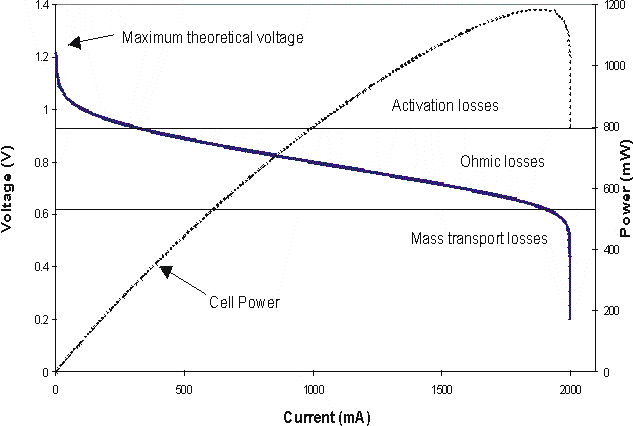 1.4
1.2
1
0.8
0.6
0.4
0.2
0
Voltage (V)
1200
1000
800
600
400
200
0
Power (mW)
Maximum theoretical voltage
Activation losses
Ohmic losses
Mass transport losses
Cell Power
0 500 1000 1500 2000
Current (mA)